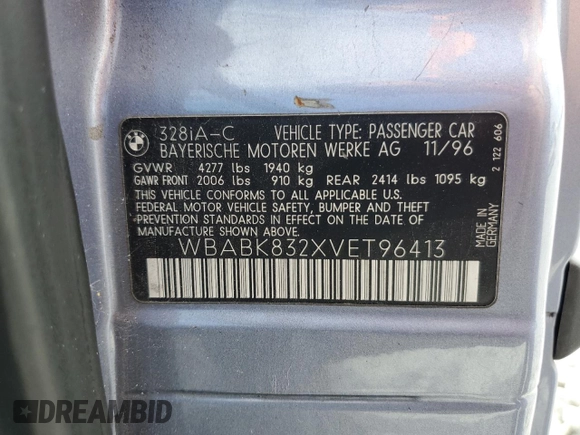 BMW
328iA-C VEHICLE TYPE: PASSENGER CAR
BAYERISCHE MOTOREN WERKE AG 11/96
GVWR 4277 lbs 1940 kg
GAWR FRONT 2006 lbs 910 kg REAR 2414 lbs 1095 kg
THIS VEHICLE CONFORMS TO ALL APPLICABLE U.S.
FEDERAL MOTOR VEHICLE SAFETY, BUMPER AND THEFT
PREVENTION STANDARDS IN EFFECT ON THE DATE OF
MANUFACTURE SHOWN ABOVE.
WBABK832XVET96413
MADE IN
GERMANY
2 122 606
DREAMBID